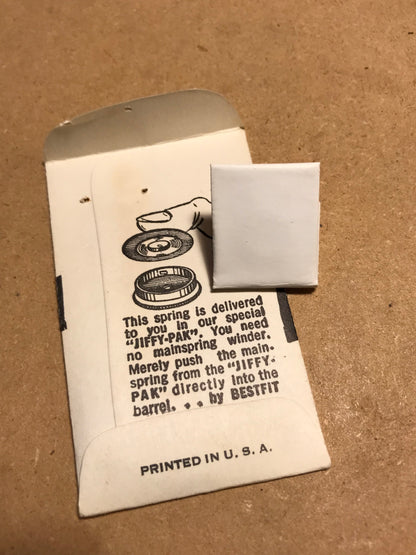 This spring is delivered
to you in our special
"JIFFY-PAK". You need
no mainspring winder.
Merely push the main-
spring from the "JIFFY-
PAK" directly into the
barrel. . . by BESTFIT
PRINTED IN U. S. A.